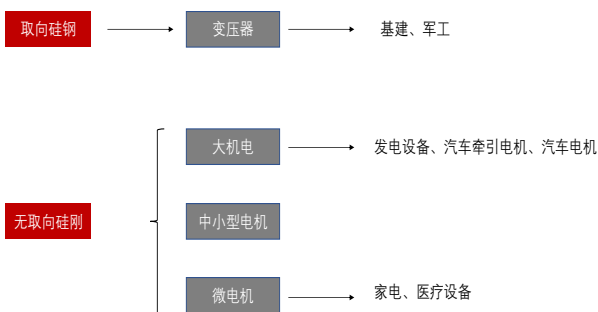 取向硅钢
变压器
基建、军工
大机电
发电设备、汽车牵引电机、汽车电机
无取向硅刚
中小型电机
微电机
家电、医疗设备